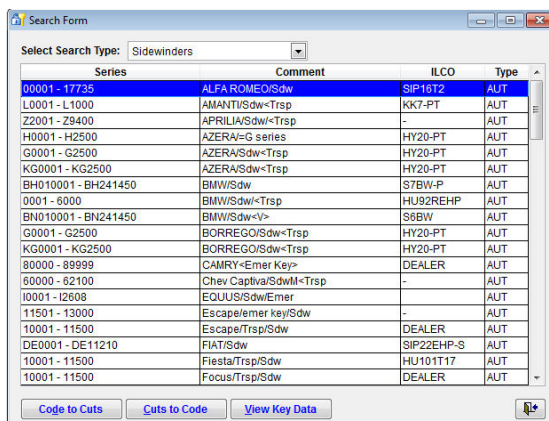 Search Form
Select Search Type: Sidewinders
Series Comment ILCO Type
00001 - 17735 ALFA ROMEO/Sdw SIP16T2 AUT
L0001 - L1000 AMANTI/Sdw<Trsp KK7-PT AUT
Z2001 - Z9400 APRILIA/Sdw/<Trsp - AUT
H0001 - H2500 AZERA/=G series HY20-PT AUT
G0001 - G2500 AZERA/Sdw<Trsp HY20-PT AUT
KG0001 - KG2500 AZERA/Sdw<Trsp HY20-PT AUT
BH010001 - BH241450 BMW/Sdw S7BW-P AUT
0001 - 6000 BMW/Sdw/<Trsp HU92REHP AUT
BN010001 - BN241450 BMW/Sdw<V> S6BW AUT
G0001 - G2500 BORREGO/Sdw<Trsp HY20-PT AUT
KG0001 - KG2500 BORREGO/Sdw<Trsp HY20-PT AUT
80000 - 89999 CAMRY<Emer Key> DEALER AUT
60000 - 62100 Chev Captiva/SdwM<Trsp - AUT
I0001 - I2608 EQUUS/Sdw/Emer AUT
11501 - 13000 Escape/emer key/Sdw - AUT
10001 - 11500 Escape/Trsp/Sdw DEALER AUT
DE0001 - DE11210 FIAT/Sdw SIP22EHP-S AUT
10001 - 11500 Fiesta/Trsp/Sdw HU101T17 AUT
10001 - 11500 Focus/Trsp/Sdw DEALER AUT
Code to Cuts Cuts to Code View Key Data